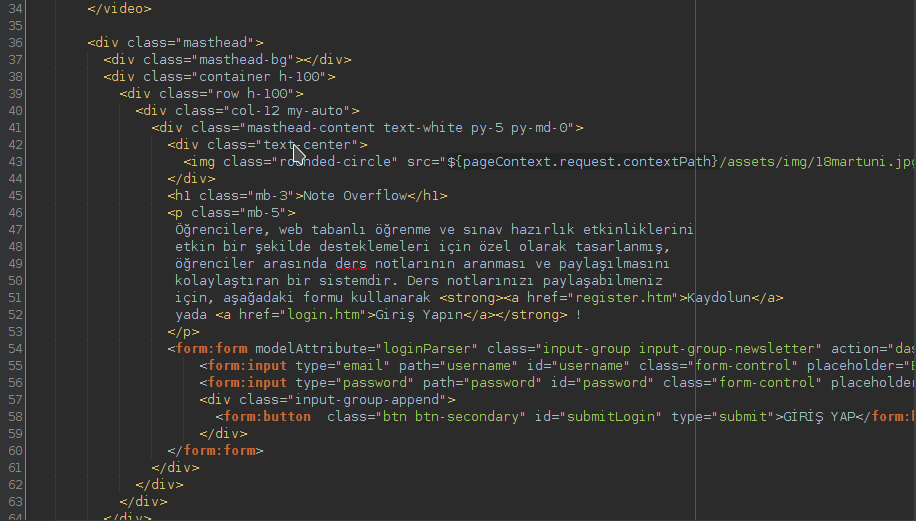 34 </video>
35
36 <div class="masthead">
37 <div class="masthead-bg"></div>
38 <div class="container h-100">
39 <div class="row h-100">
40 <div class="col-12 my-auto">
41 <div class="masthead-content text-white py-5 py-md-0">
42 <div class="text-center">
43 <img class="rounded-circle" src="${pageContext.request.contextPath}/assets/img/18martuni.jpg
44 </div>
45 <h1 class="mb-3">Note Overflow</h1>
46 <p class="mb-5">
47 Öğrencilere, web tabanlı öğrenme ve sınav hazırlık etkinliklerini
48 etkin bir şekilde desteklemeleri için özel olarak tasarlanmış,
49 öğrenciler arasında ders notlarının aranması ve paylaşılmasını
50 kolaylaştıran bir sistemdir. Ders notlarınızı paylaşabilmeniz
51 için, aşağadaki formu kullanarak <strong><a href="register.htm">Kaydolun</a>
52 yada <a href="login.htm">Giriş Yapın</a></strong> !
53 </p>
54 <form:form modelAttribute="loginParser" class="input-group input-group-newsletter" action="das
55 <form:input type="email" path="username" id="username" class="form-control" placeholder="E
56 <form:input type="password" path="password" id="password" class="form-control" placeholder
57 <div class="input-group-append">
58 <form:button class="btn btn-secondary" id="submitLogin" type="submit">GİRİŞ YAP</form:b
59 </div>
60 </form:form>
61 </div>
62 </div>
63 </div>
64 </div>